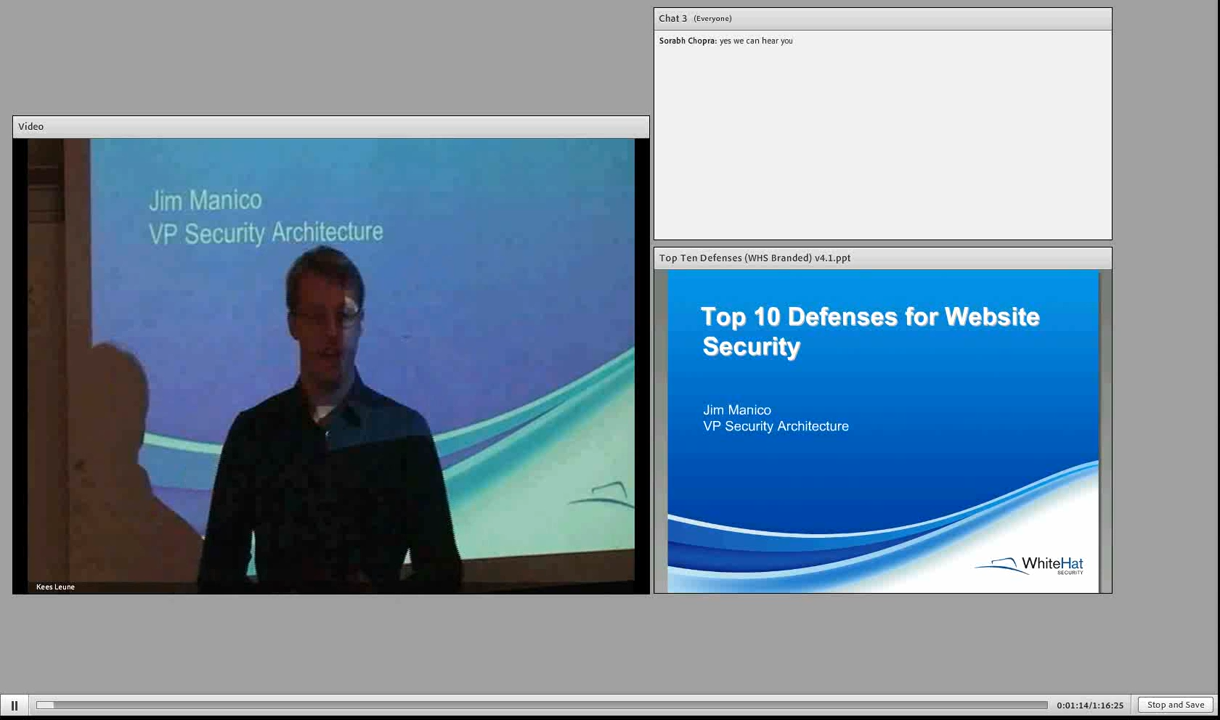 Chat 3 (Everyone)
Sorabh Chopra: yes we can hear you
Video
Jim Manico
VP Security Architecture
Kees Leune
Top Ten Defenses (WHS Branded) v4.1.ppt
Top 10 Defenses for Website
Security
Jim Manico
VP Security Architecture
WhiteHat
SECURITY
0:01:14/1:16:25
Stop and Save